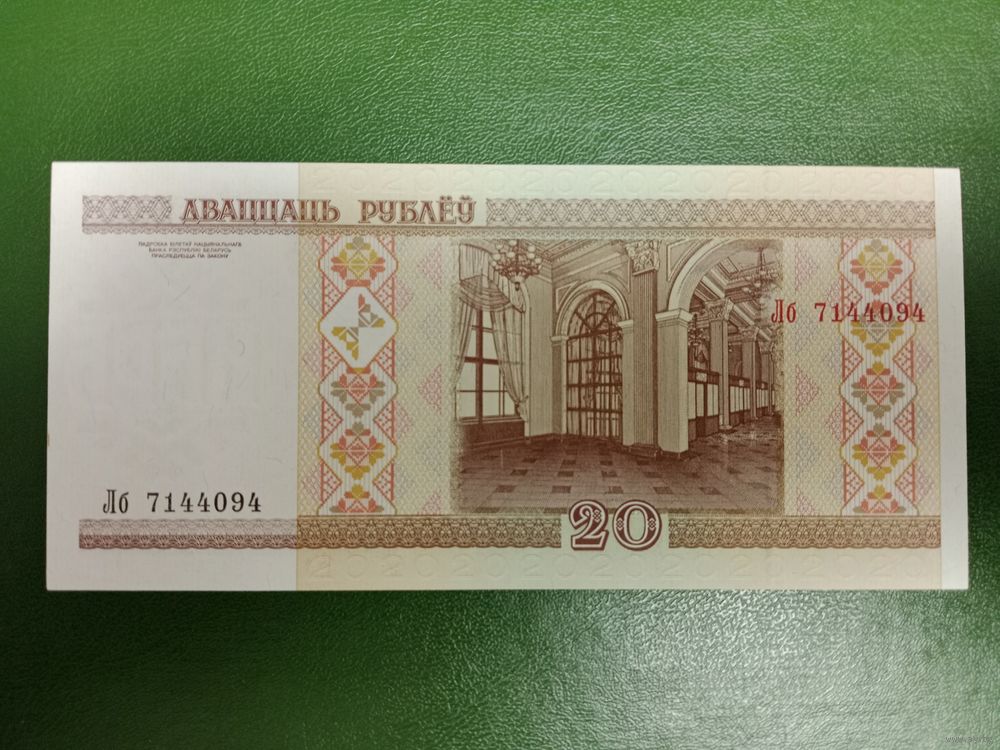 ДВАЦЦАЦЬ РУБЛЁЎ
ПАДРОБКА БІЛЕТАЎ НАЦЫЯНАЛЬНАГА
БАНКА РЭСПУБЛІКІ БЕЛАРУСЬ
ПРАСЛЕДУЕЦЦА ПА ЗАКОНУ
Лб 7144094
Лб 7144094
20